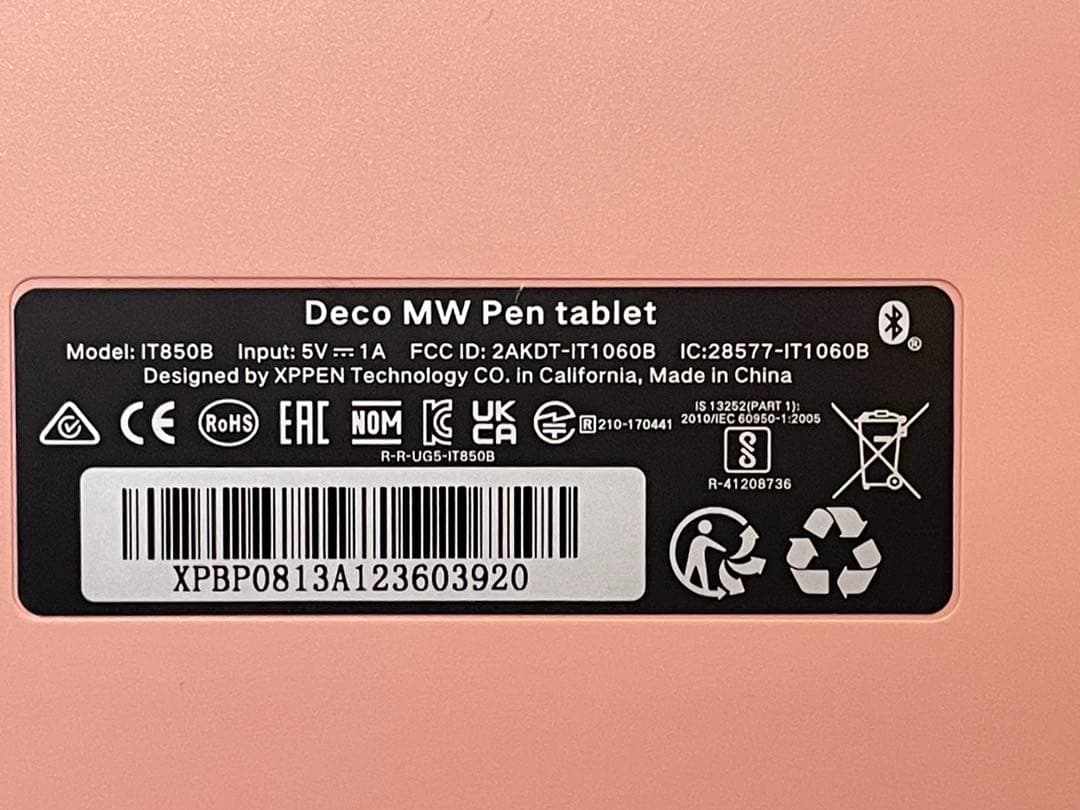 Deco MW Pen tablet
Model: IT850B Input: 5V⎓1A FCC ID: 2AKDT-IT1060B IC:28577-IT1060B
Designed by XPPEN Technology CO. in California, Made in China
CE RoHS EAC NOM KC UK CA R 210-170441
R-R-UG5-IT850B
IS 13252(PART 1):
2010/IEC 60950-1:2005
R-41208736
XPBP0813A123603920